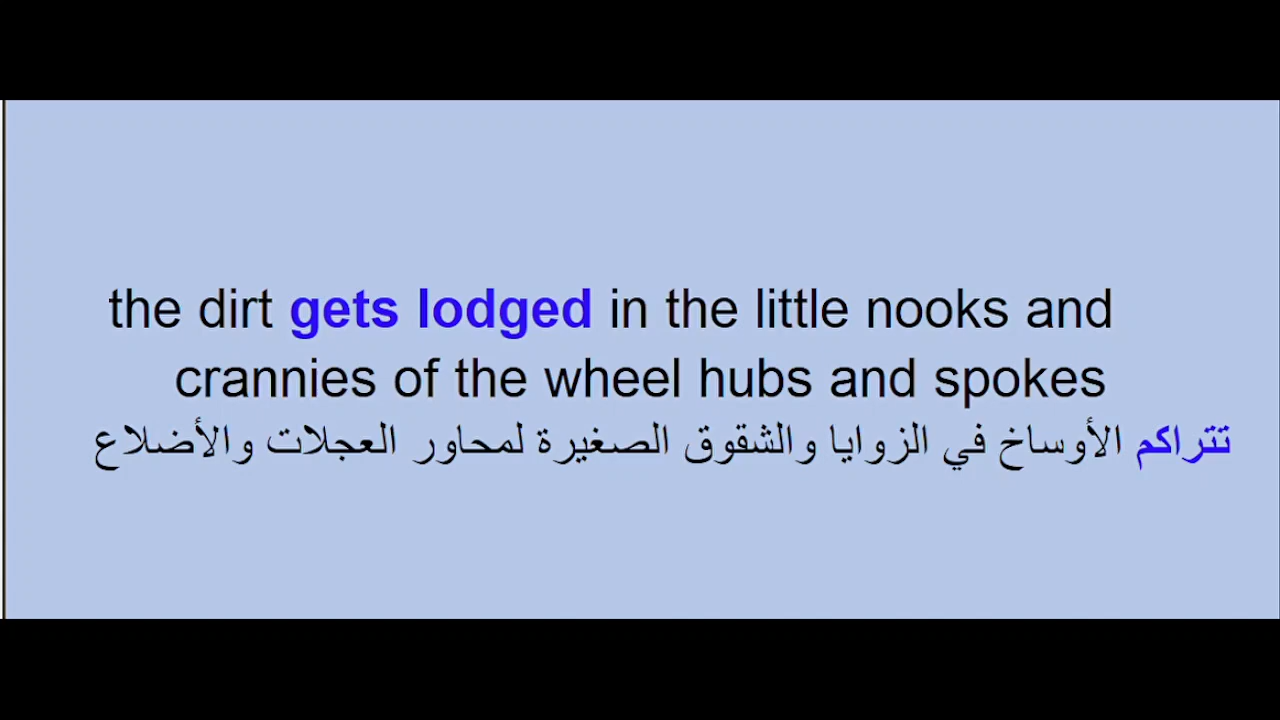 the dirt gets lodged in the little nooks and
crannies of the wheel hubs and spokes
تتراكم الأوساخ في الزوايا والشقوق الصغيرة لمحاور العجلات والأضلاع